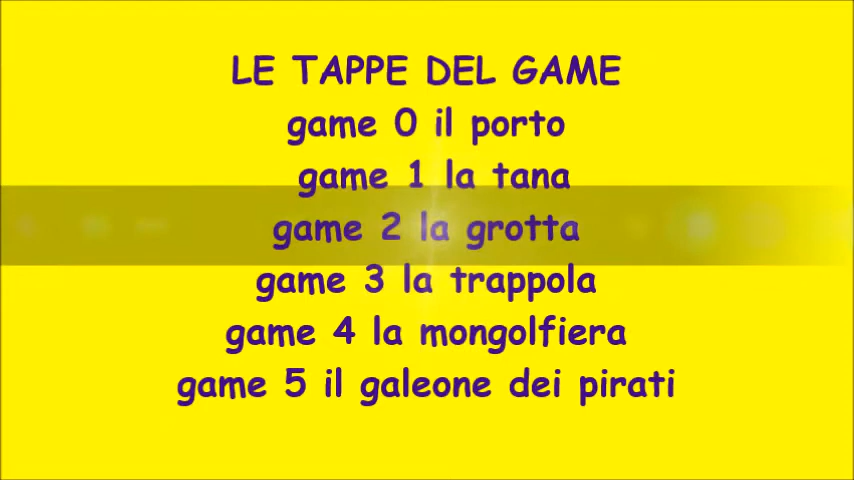 LE TAPPE DEL GAME
game 0 il porto
game 1 la tana
game 2 la grotta
game 3 la trappola
game 4 la mongolfiera
game 5 il galeone dei pirati